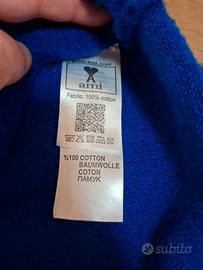 www.ami.com
ami
Fabric: 100% cotton
%100 COTTON
BAUMWOLLE
COTON
ПАМУК
subito